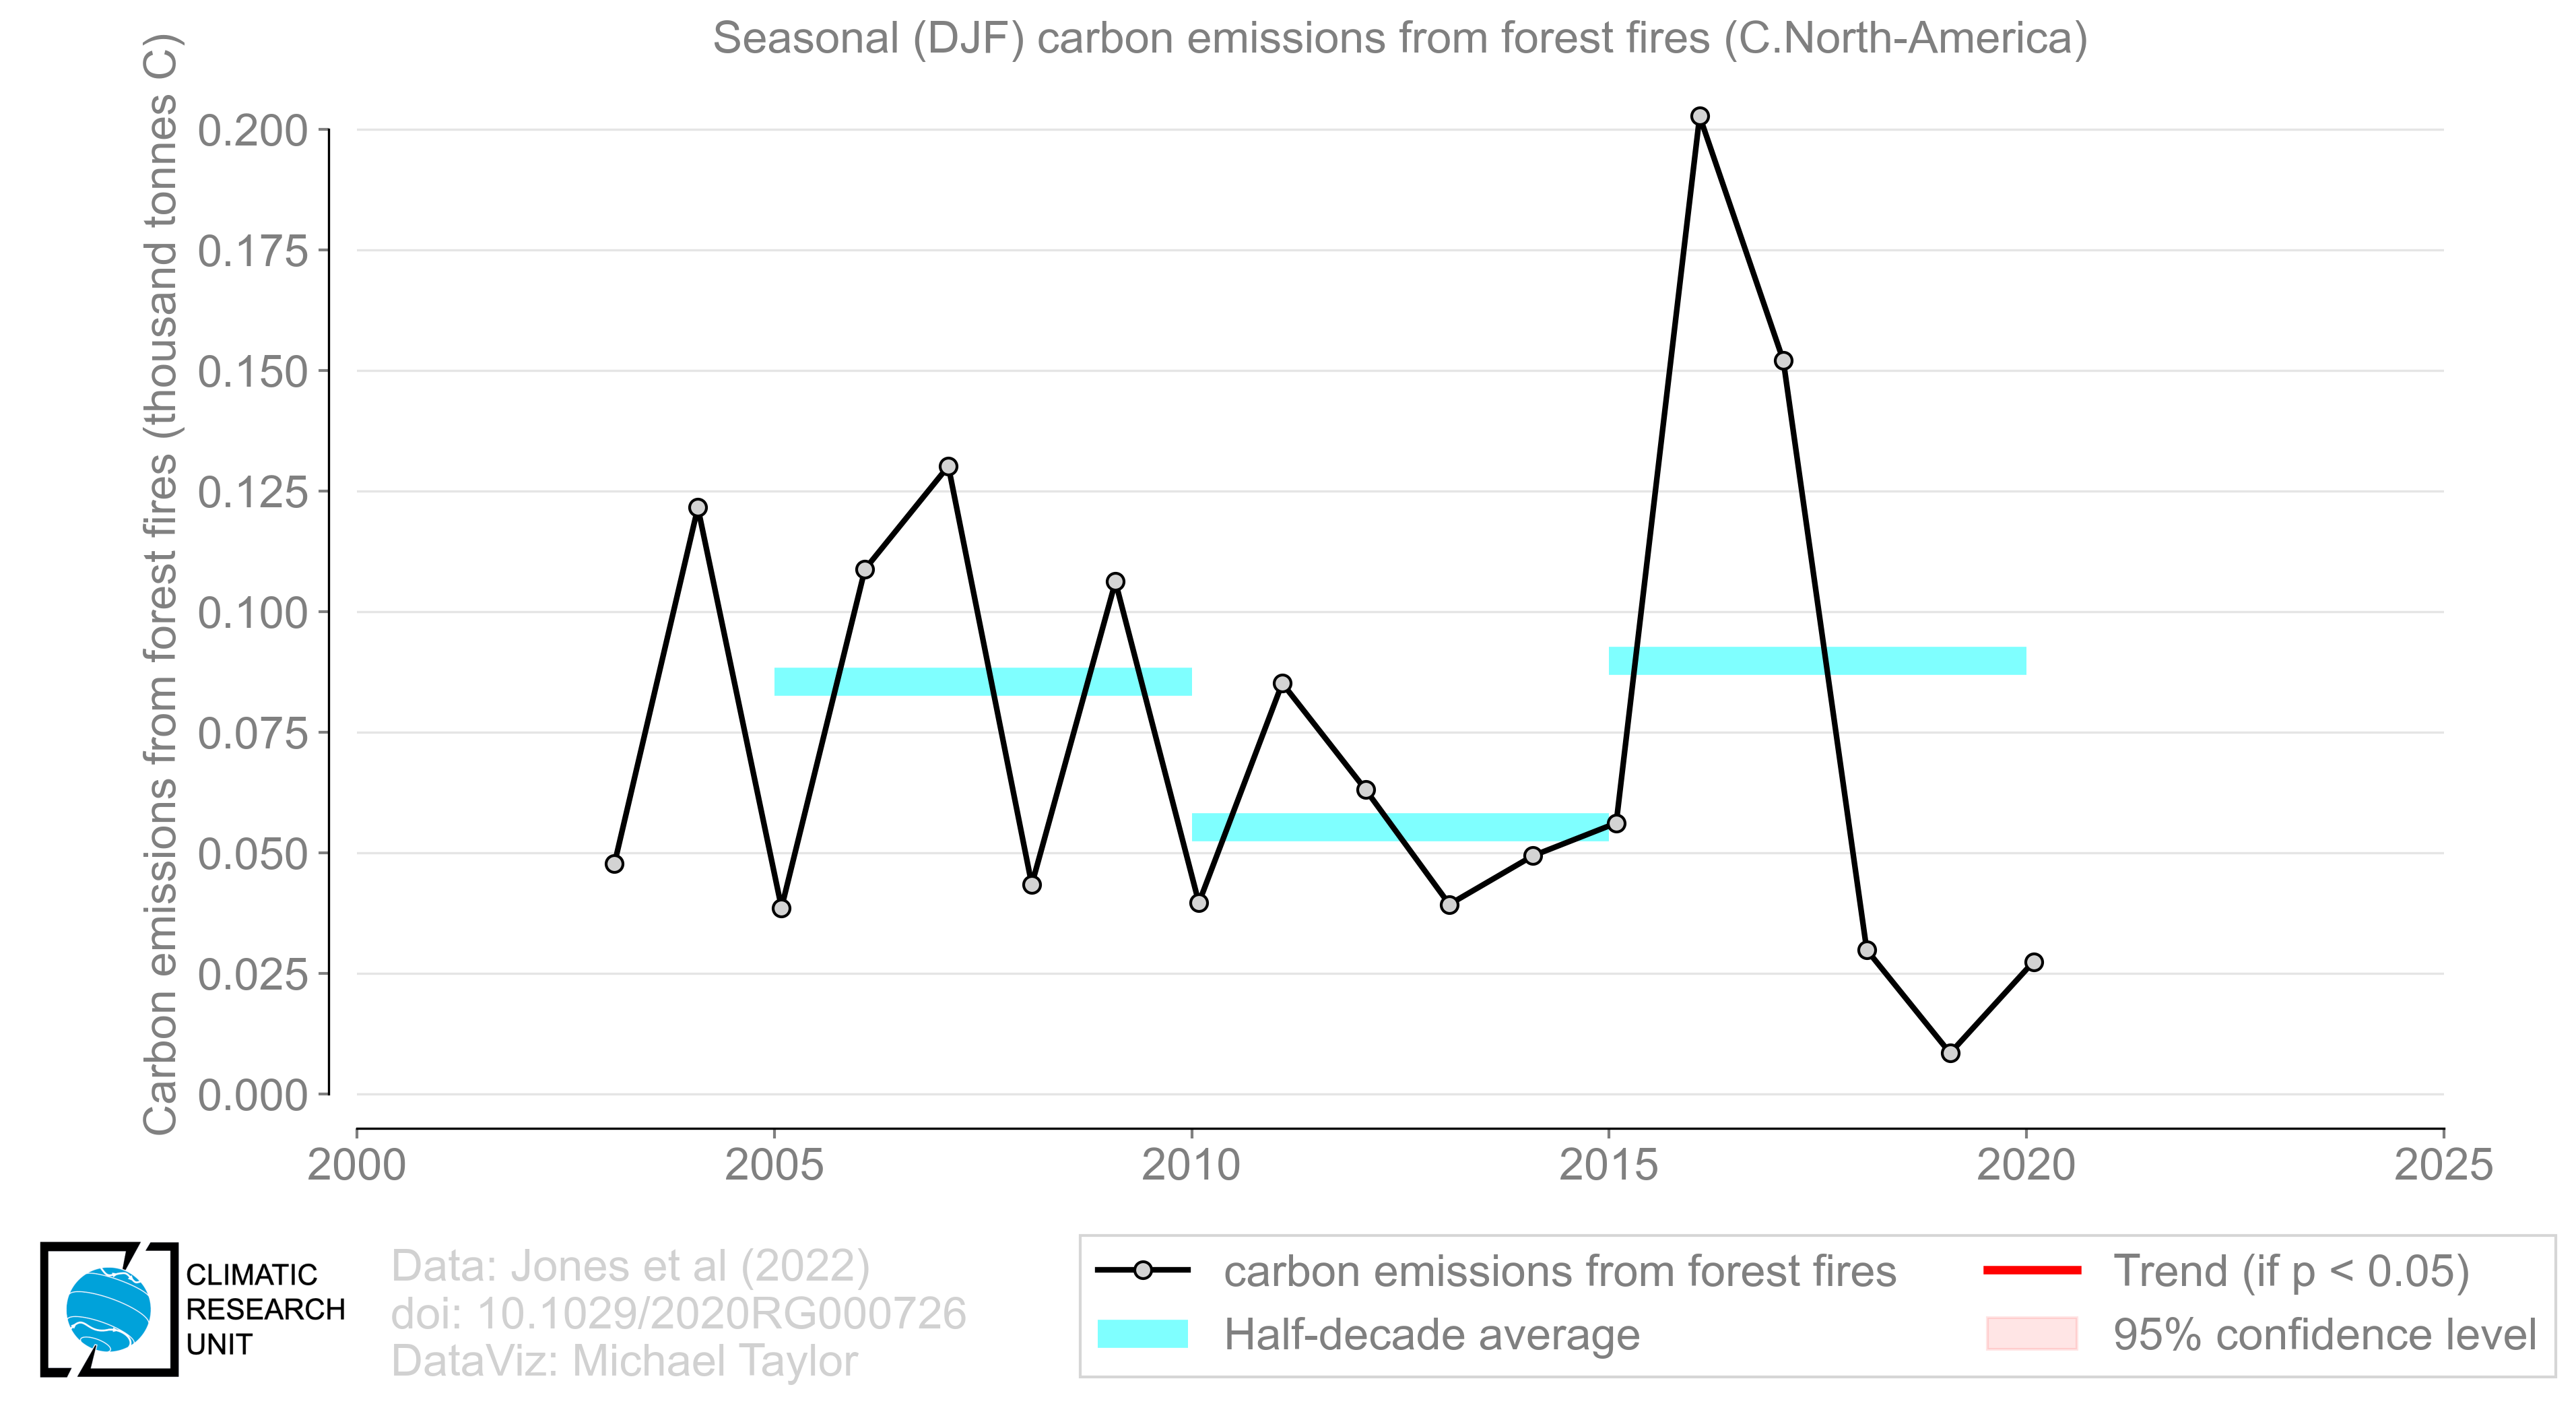 Seasonal (DJF) carbon emissions from forest fires (C.North-America)
Carbon emissions from forest fires (thousand tonnes C)
0.200
0.175
0.150
0.125
0.100
0.075
0.050
0.025
0.000
2000
2005
2010
2015
2020
2025
CLIMATIC
RESEARCH
UNIT
Data: Jones et al (2022)
doi: 10.1029/2020RG000726
DataViz: Michael Taylor
carbon emissions from forest fires
Half-decade average
Trend (if p < 0.05)
95% confidence level